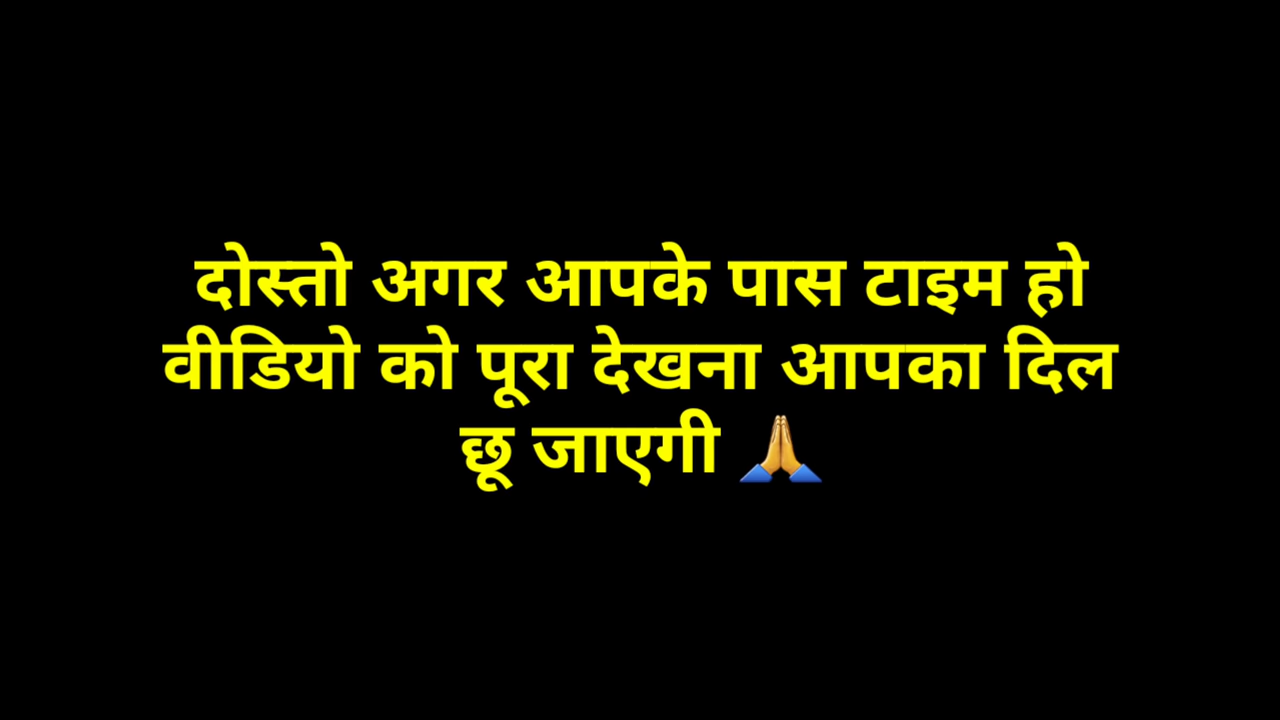 दोस्तो अगर आपके पास टाइम हो
वीडियो को पूरा देखना आपका दिल
छू जाएगी 🙏